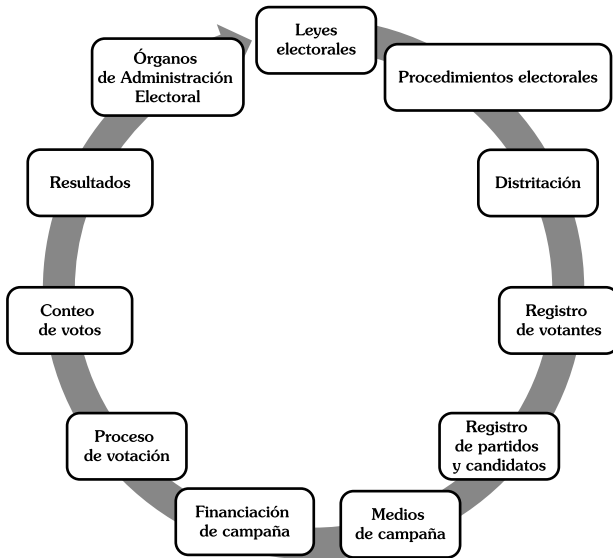 Leyes
electorales
Procedimientos electorales
Distritación
Registro
de votantes
Registro
de partidos
y candidatos
Medios
de campaña
Financiación
de campaña
Proceso
de votación
Conteo
de votos
Resultados
Órganos
de Administración
Electoral